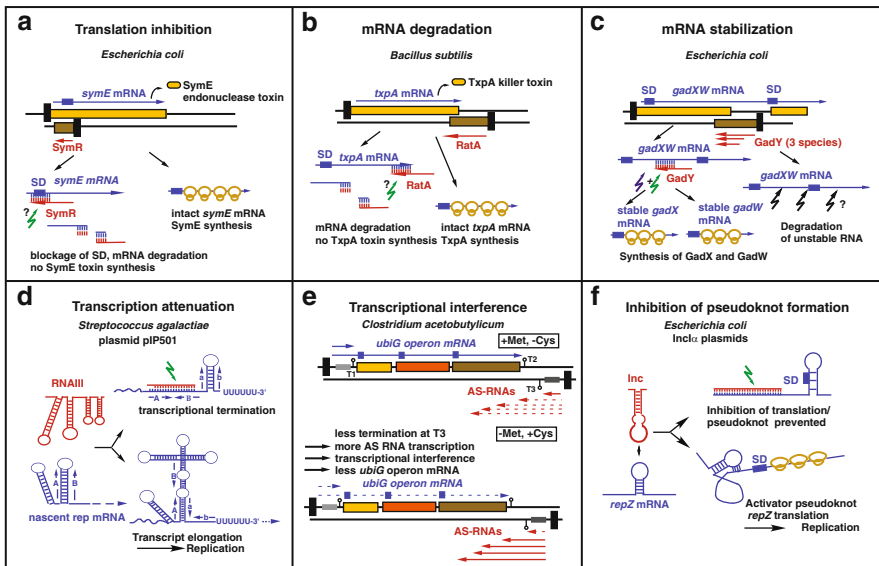 a
Translation inhibition
Escherichia coli
symE mRNA
SymE
endonuclease toxin
SymR
SD
symE mRNA
?
SymR
intact symE mRNA
SymE synthesis
blockage of SD, mRNA degradation
no SymE toxin synthesis
b
mRNA degradation
Bacillus subtilis
txpA mRNA
TxpA killer toxin
RatA
SD
txpA mRNA
?
RatA
mRNA degradation
no TxpA toxin synthesis
intact txpA mRNA
TxpA synthesis
c
mRNA stabilization
Escherichia coli
SD
gadXW mRNA
SD
GadY (3 species)
gadXW mRNA
GadY
+
gadXW mRNA
?
stable gadX
mRNA
stable gadW
mRNA
Degradation
of unstable RNA
Synthesis of GadX and GadW
d
Transcription attenuation
Streptococcus agalactiae
plasmid pIP501
RNAIII
A
B
a
b
UUUUUU-3'
transcriptional termination
A
B
nascent rep mRNA
A
B
a
b
UUUUUU-3'
Transcript elongation
Replication
e
Transcriptional interference
Clostridium acetobutylicum
+Met, -Cys
ubiG operon mRNA
T1
T2
T3
AS-RNAs
-Met, +Cys
less termination at T3
more AS RNA transcription
transcriptional interference
less ubiG operon mRNA
ubiG operon mRNA
AS-RNAs
f
Inhibition of pseudoknot formation
Escherichia coli
IncIα plasmids
Inc
SD
Inhibition of translation/
pseudoknot prevented
SD
repZ mRNA
Activator pseudoknot
repZ translation
Replication